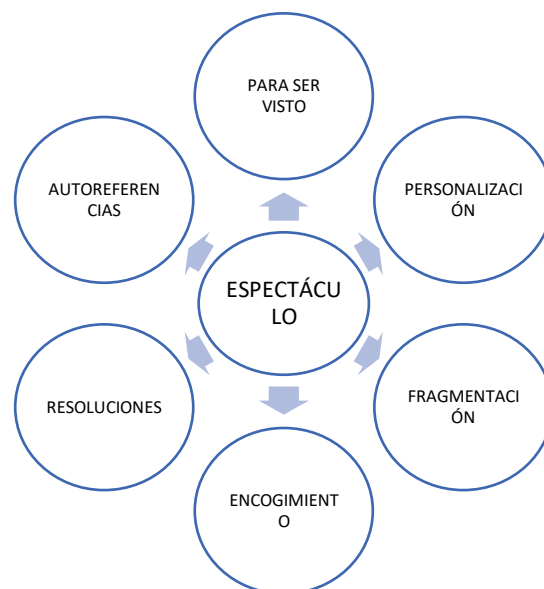 PARA SER
VISTO
AUTOREFEREN
CIAS
PERSONALIZACI
ÓN
ESPECTÁCU
LO
RESOLUCIONES
FRAGMENTACI
ÓN
ENCOGIMIENT
O